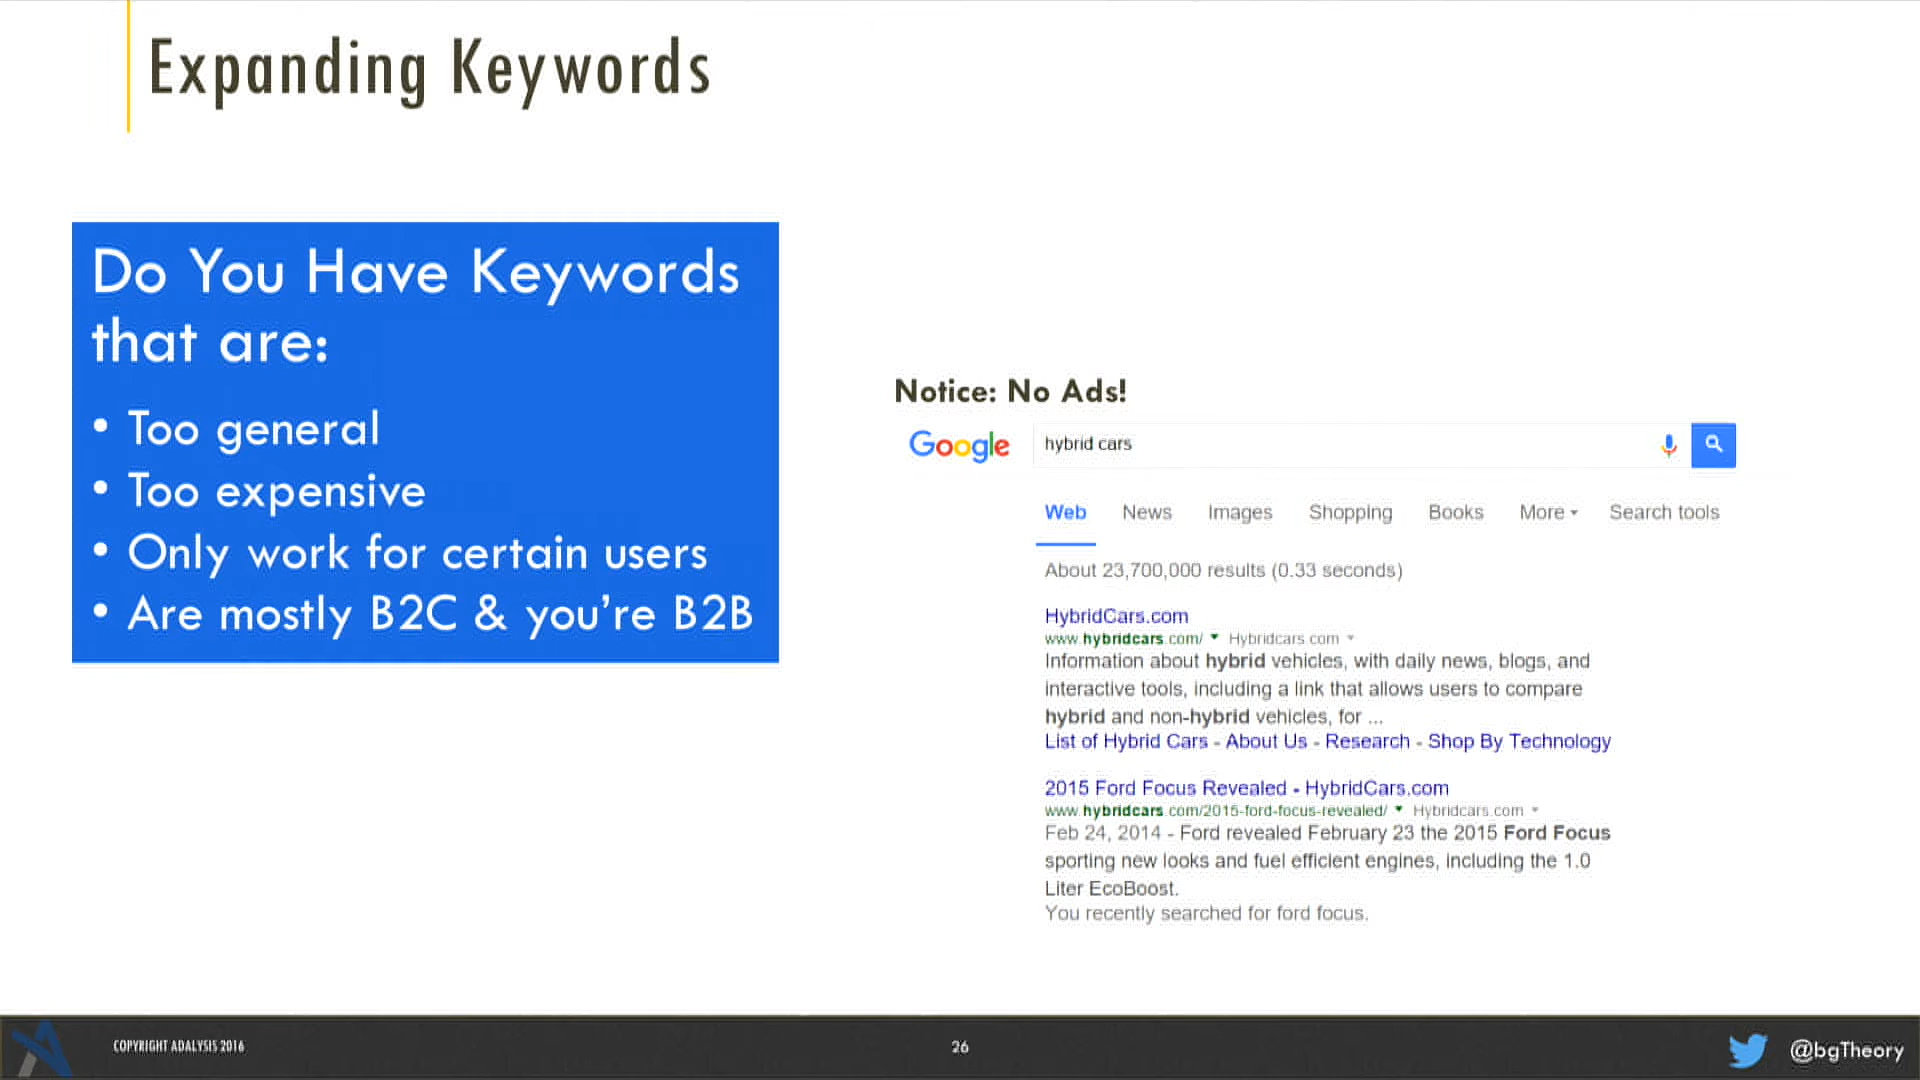 Expanding Keywords
Do You Have Keywords
that are:
• Too general
• Too expensive
• Only work for certain users
• Are mostly B2C & you're B2B
Notice: No Ads!
Google
hybrid cars
Web News Images Shopping Books More Search tools
About 23,700,000 results (0.33 seconds)
HybridCars.com
www.hybridcars.com/ Hybridcars.com
Information about hybrid vehicles, with daily news, blogs, and
interactive tools, including a link that allows users to compare
hybrid and non-hybrid vehicles, for ...
List of Hybrid Cars - About Us - Research - Shop By Technology
2015 Ford Focus Revealed - HybridCars.com
www.hybridcars.com/2015-ford-focus-revealed/ Hybridcars.com
Feb 24, 2014 - Ford revealed February 23 the 2015 Ford Focus
sporting new looks and fuel efficient engines, including the 1.0
Liter EcoBoost.
You recently searched for ford focus.
COPYRIGHT ADALYSIS 2016
26
@bgTheory